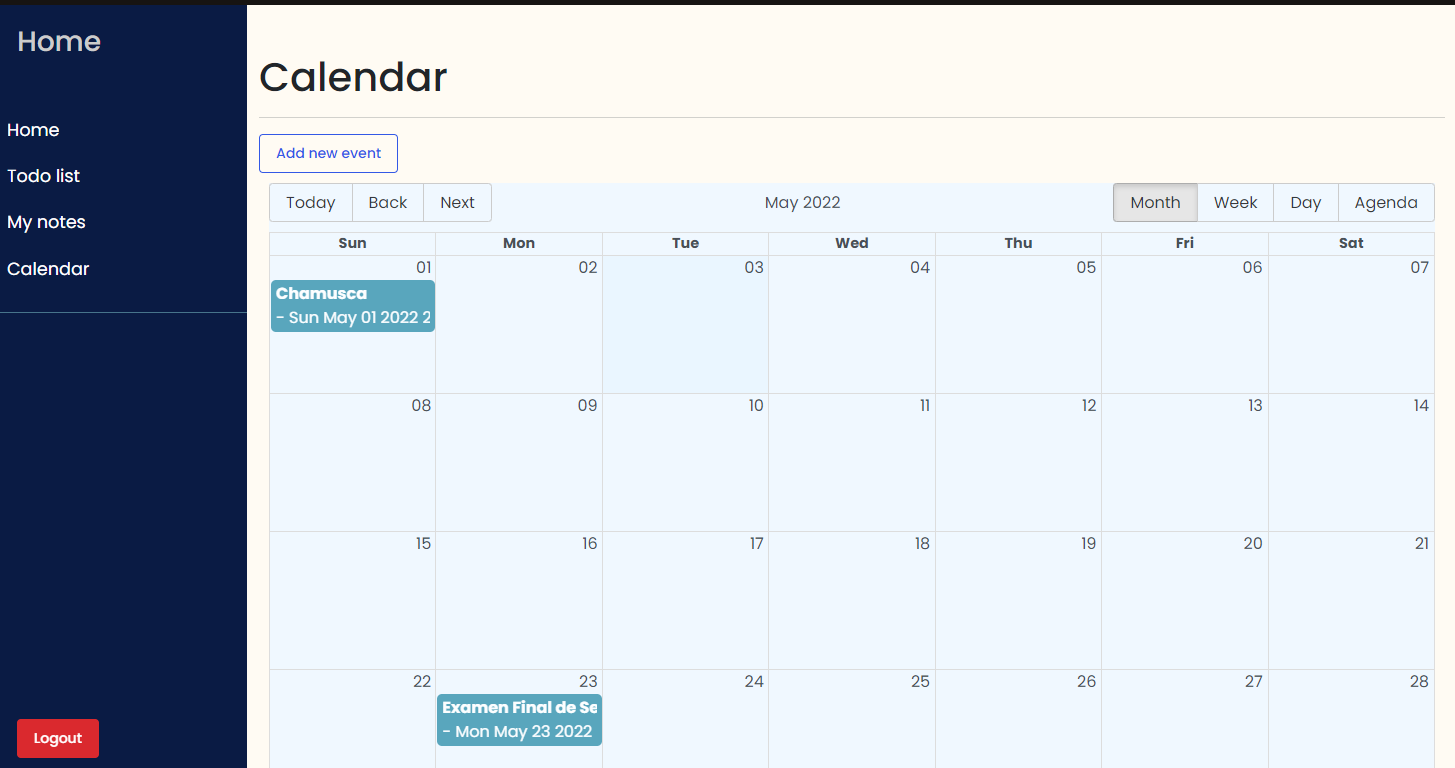 Home
Home
Todo list
My notes
Calendar
Logout
Calendar
Add new event
Today Back Next May 2022 Month Week Day Agenda
Sun Mon Tue Wed Thu Fri Sat
01 02 03 04 05 06 07
Chamusca
- Sun May 01 2022 2
08 09 10 11 12 13 14
15 16 17 18 19 20 21
22 23 24 25 26 27 28
Examen Final de Se
- Mon May 23 2022